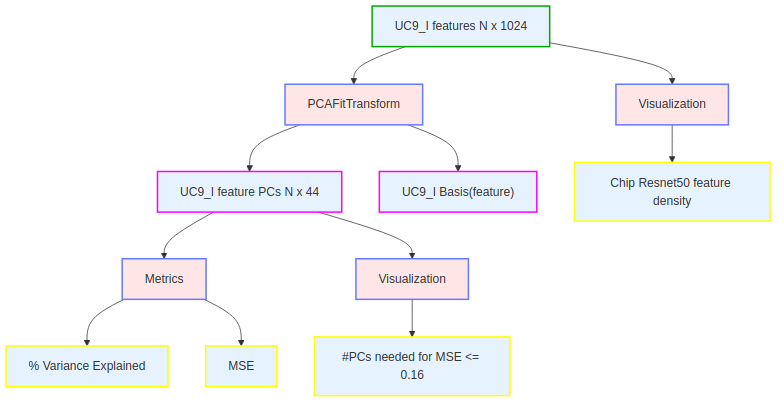 UC9_I features N x 1024
PCAFitTransform
Visualization
UC9_I feature PCs N x 44
UC9_I Basis(feature)
Chip Resnet50 feature
density
Metrics
Visualization
% Variance Explained
MSE
#PCs needed for MSE <=
0.16